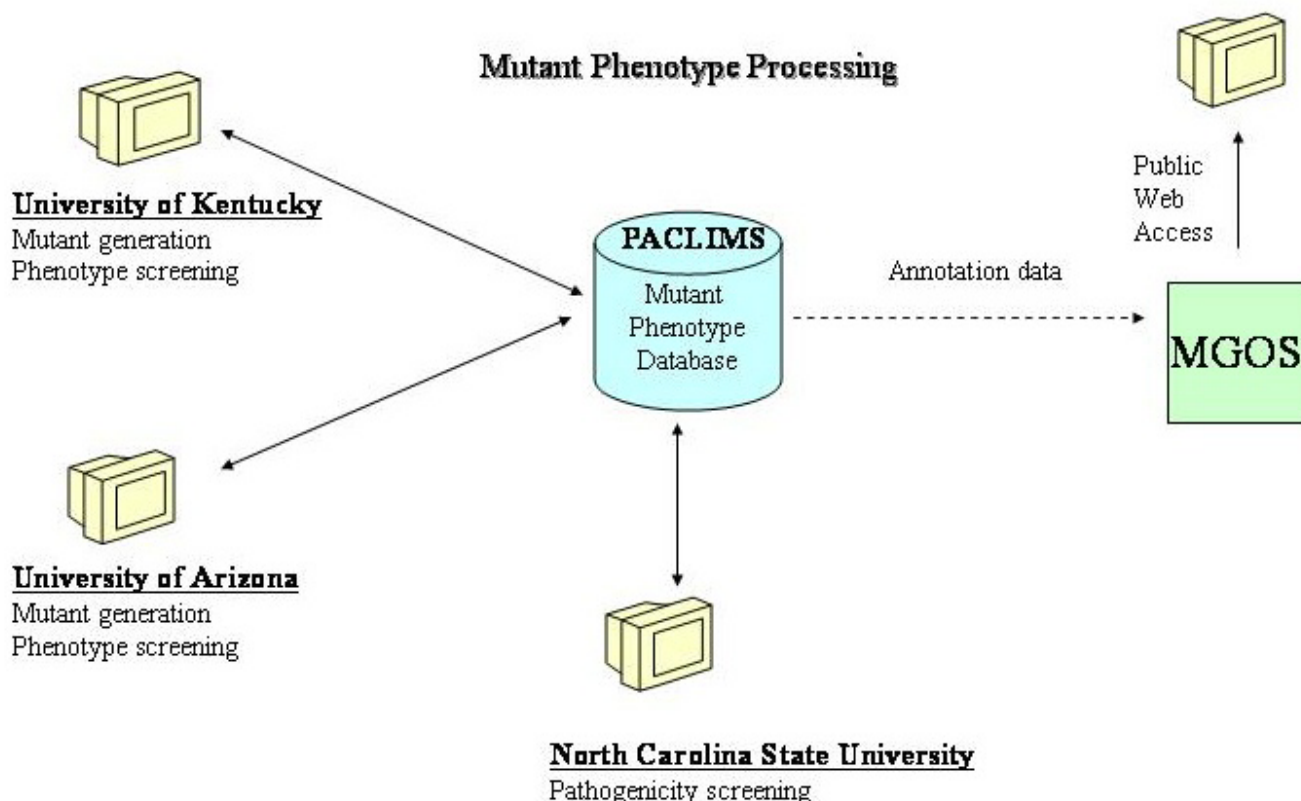 Mutant Phenotype Processing
University of Kentucky
Mutant generation
Phenotype screening
Public
Web
Access
PACLIMS
Mutant
Phenotype
Database
Annotation data
MGOS
University of Arizona
Mutant generation
Phenotype screening
North Carolina State University
Pathogenicity screening